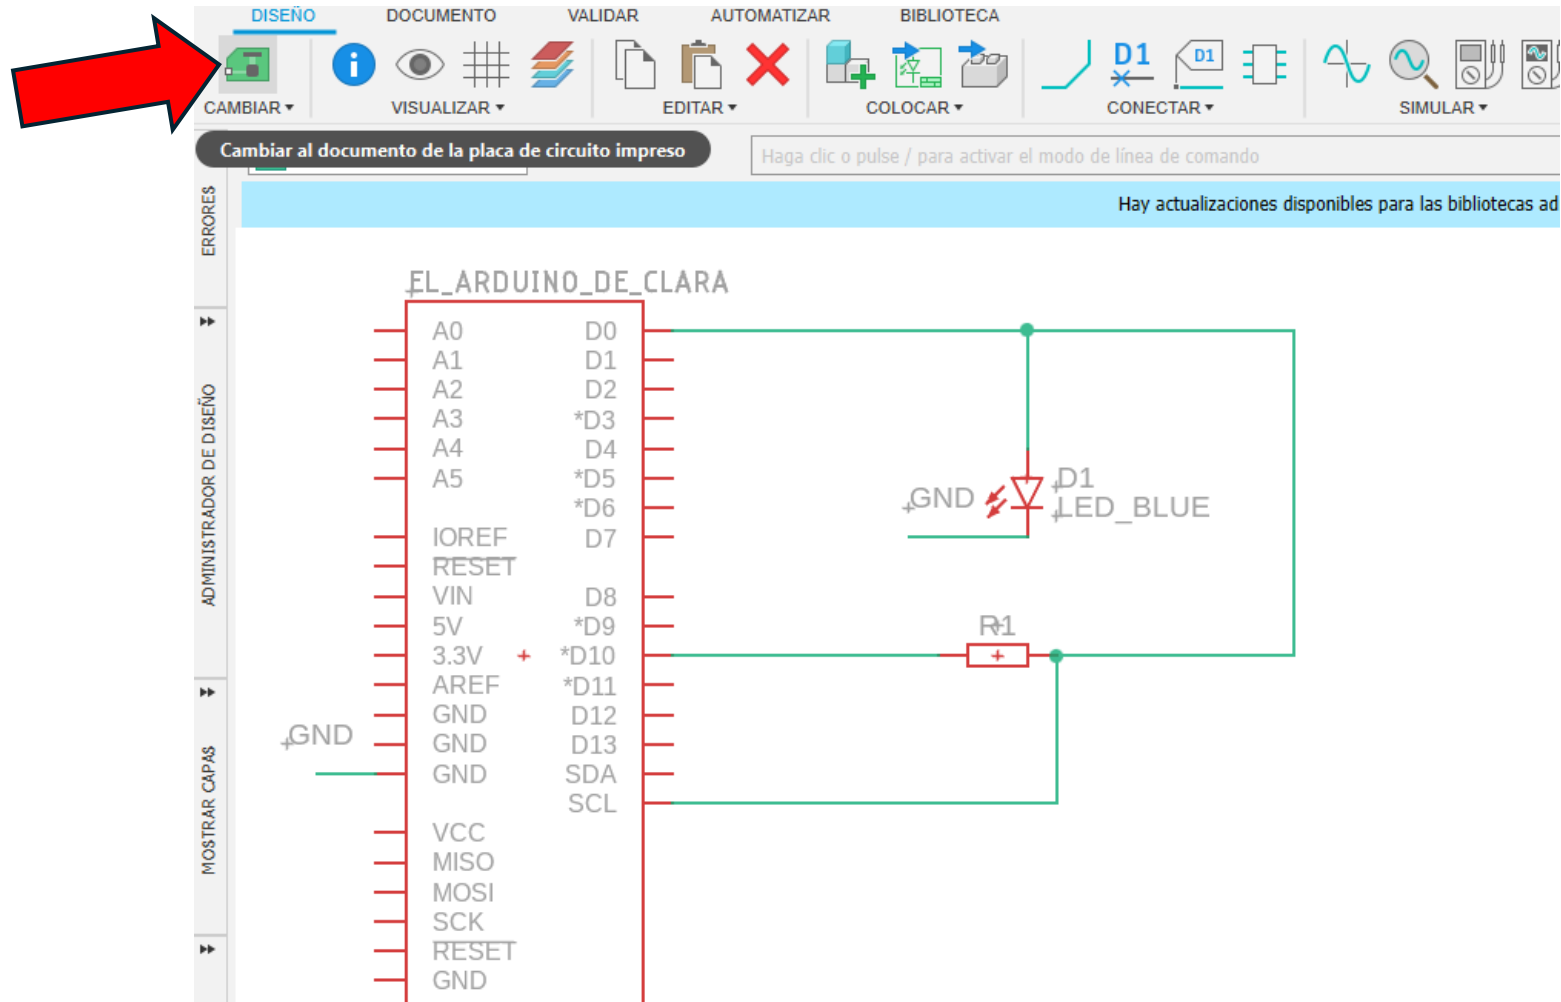 DISEÑO DOCUMENTO VALIDAR AUTOMATIZAR BIBLIOTECA
D1 D1
CAMBIAR VISUALIZAR EDITAR COLOCAR CONECTAR SIMULAR
Cambiar al documento de la placa de circuito impreso
Haga clic o pulse / para activar el modo de línea de comando
Hay actualizaciones disponibles para las bibliotecas ad
ERRORES
ADMINISTRADOR DE DISEÑO
MOSTRAR CAPAS
EL_ARDUINO_DE_CLARA
A0 D0
A1 D1
A2 D2
A3 *D3
A4 D4
A5 *D5
*D6
IOREF D7
RESET
VIN D8
5V *D9
3.3V *D10
AREF *D11
GND D12
GND D13
GND SDA
SCL
VCC
MISO
MOSI
SCK
RESET
GND
GND
GND
D1
LED_BLUE
R1